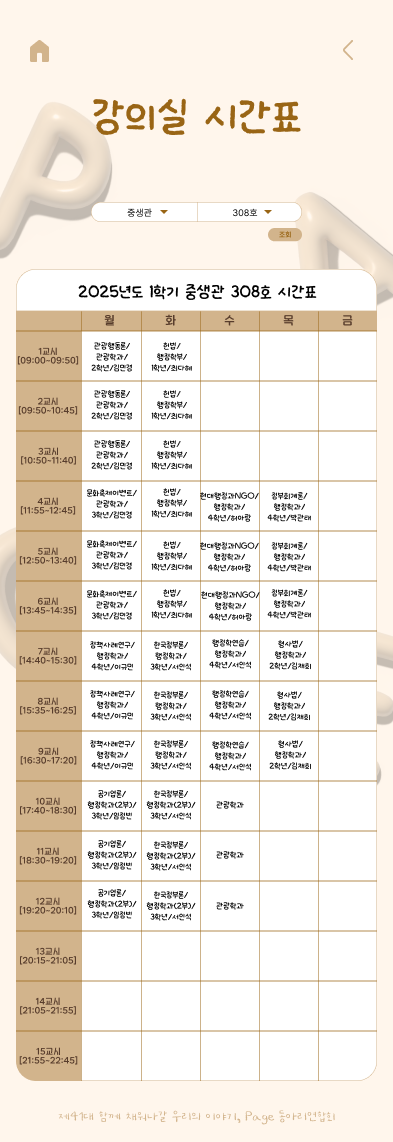 강의실 시간표
중생관 308호
조회
2025년도 1학기 중생관 308호 시간표
월 화 수 목 금
1교시
[09:00~09:50]
관광행동론/
관광학과/
2학년/김민경
헌법/
행정학부/
1학년/최다혜
2교시
[09:50~10:45]
관광행동론/
관광학과/
2학년/김민경
헌법/
행정학부/
1학년/최다혜
3교시
[10:50~11:40]
관광행동론/
관광학과/
2학년/김민경
헌법/
행정학부/
1학년/최다혜
4교시
[11:55~12:45]
문화축제이벤트/
관광학과/
3학년/김민경
헌법/
행정학부/
1학년/최다혜
현대행정과NGO/
행정학과/
4학년/허아랑
정부회계론/
행정학과/
4학년/박관태
5교시
[12:50~13:40]
문화축제이벤트/
관광학과/
3학년/김민경
헌법/
행정학부/
1학년/최다혜
현대행정과NGO/
행정학과/
4학년/허아랑
정부회계론/
행정학과/
4학년/박관태
6교시
[13:45~14:35]
문화축제이벤트/
관광학과/
3학년/김민경
헌법/
행정학부/
1학년/최다혜
현대행정과NGO/
행정학과/
4학년/허아랑
정부회계론/
행정학과/
4학년/박관태
7교시
[14:40~15:30]
정책사례연구/
행정학과/
4학년/이규민
한국정부론/
행정학과/
3학년/서인석
행정학연습/
행정학과/
4학년/서인석
형사법/
행정학과/
2학년/김재희
8교시
[15:35~16:25]
정책사례연구/
행정학과/
4학년/이규민
한국정부론/
행정학과/
3학년/서인석
행정학연습/
행정학과/
4학년/서인석
형사법/
행정학과/
2학년/김재희
9교시
[16:30~17:20]
정책사례연구/
행정학과/
4학년/이규민
한국정부론/
행정학과/
3학년/서인석
행정학연습/
행정학과/
4학년/서인석
형사법/
행정학과/
2학년/김재희
10교시
[17:40~18:30]
공기업론/
행정학과(2부)/
3학년/임정빈
한국정부론/
행정학과(2부)/
3학년/서인석
관광학과
11교시
[18:30~19:20]
공기업론/
행정학과(2부)/
3학년/임정빈
한국정부론/
행정학과(2부)/
3학년/서인석
관광학과
12교시
[19:20~20:10]
공기업론/
행정학과(2부)/
3학년/임정빈
한국정부론/
행정학과(2부)/
3학년/서인석
관광학과
13교시
[20:15~21:05]
14교시
[21:05~21:55]
15교시
[21:55~22:45]
제41대 함께 채워나갈 우리의 이야기, Page 동아리연합회